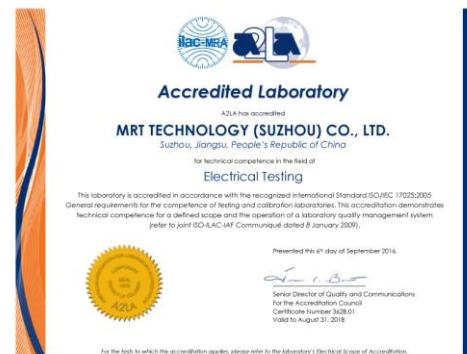 ilac-MRA
A2LA
Accredited Laboratory
A2LA has accredited
MRT TECHNOLOGY (SUZHOU) CO., LTD.
Suzhou, Jiangsu, People's Republic of China
for technical competence in the field of
Electrical Testing
This laboratory is accredited in accordance with the recognized International Standard ISO/IEC 17025:2005
General requirements for the competence of testing and calibration laboratories. This accreditation demonstrates
technical competence for a defined scope and the operation of a laboratory quality management system
(refer to joint ISO-ILAC-IAF Communiqué dated 8 January 2009).
Presented this 6th day of September 2016.
Senior Director of Quality and Communications
For the Accreditation Council
Certificate Number 3628.01
Valid to August 31, 2018
CORPORATE
SEAL
A2LA
For the tests to which this accreditation applies, please refer to the laboratory's Electrical Scope of Accreditation.